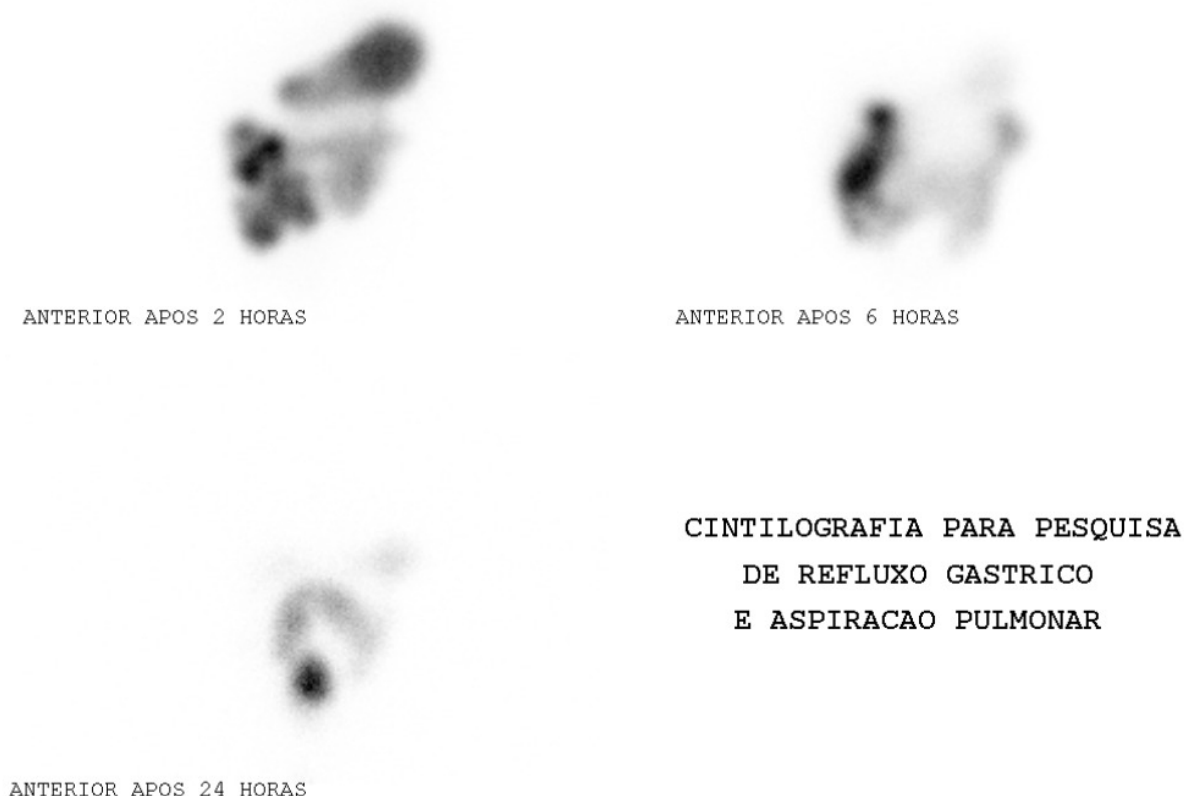 ANTERIOR APOS 2 HORAS
ANTERIOR APOS 6 HORAS
CINTILOGRAFIA PARA PESQUISA
DE REFLUXO GASTRICO
E ASPIRACAO PULMONAR
ANTERIOR APOS 24 HORAS